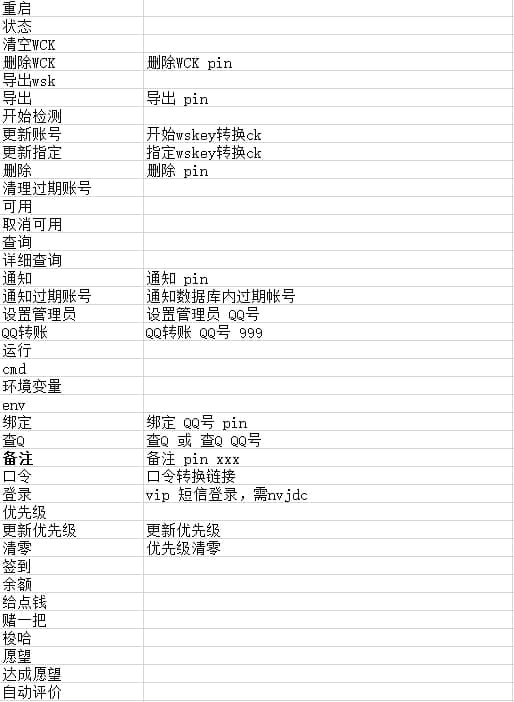 重启
状态
清空WCK
删除WCK 删除WCK pin
导出wsk
导出 导出 pin
开始检测
更新账号 开始wskey转换ck
更新指定 指定wskey转换ck
删除 删除 pin
清理过期账号
可用
取消可用
查询
详细查询
通知 通知 pin
通知过期账号 通知数据库内过期帐号
设置管理员 设置管理员 QQ号
QQ转账 QQ转账 QQ号 999
运行
cmd
环境变量
env
绑定 绑定 QQ号 pin
查Q 查Q 或 查Q QQ号
备注 备注 pin xxx
口令 口令转换链接
登录 vip 短信登录，需nvjdc
优先级
更新优先级 更新优先级
清零 优先级清零
签到
余额
给点钱
赌一把
梭哈
愿望
达成愿望
自动评价